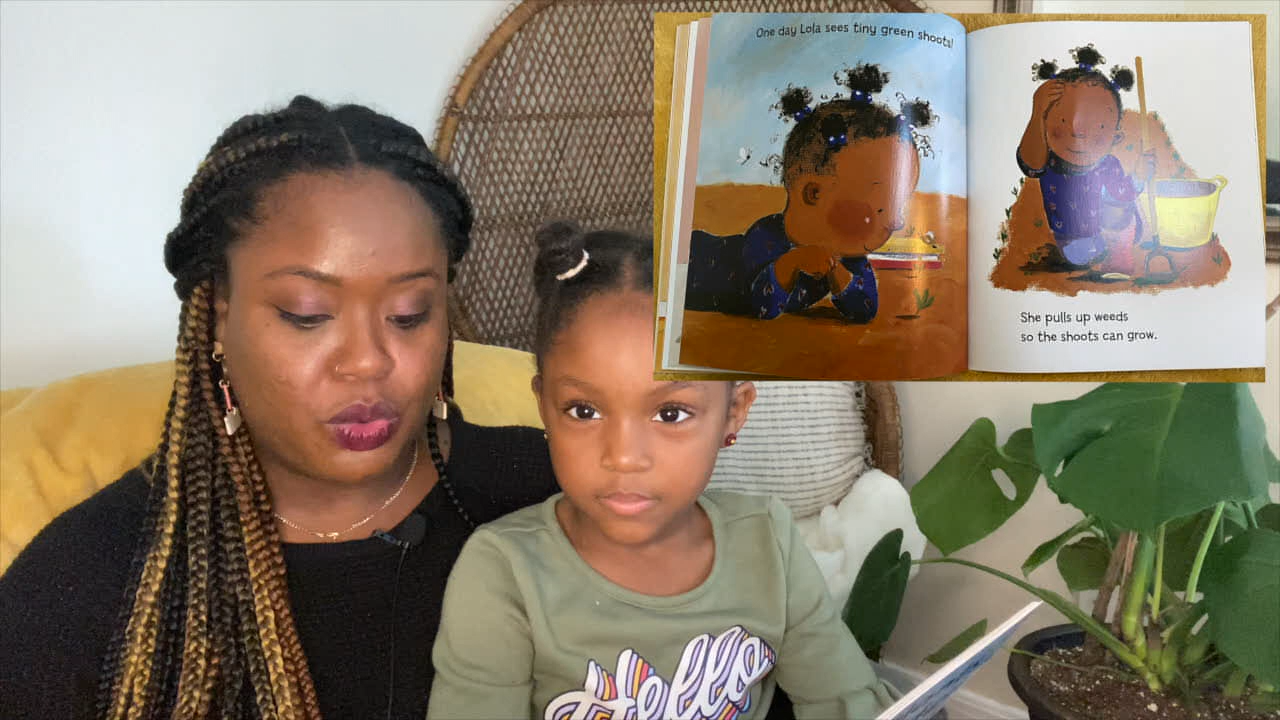 One day Lola sees tiny green shoots!
She pulls up weeds
so the shoots can grow.
Hello